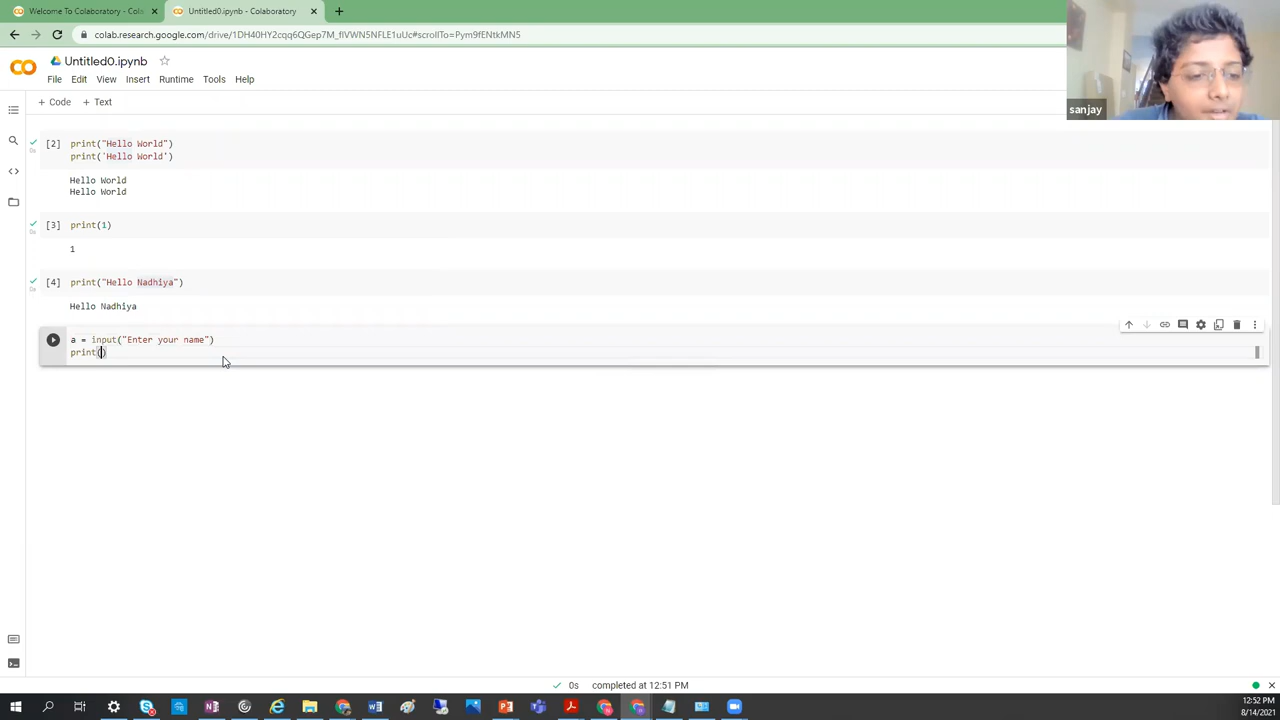 Welcome To Colaboratory - Cola
Untitled0.ipynb - Colaboratory
colab.research.google.com/drive/1DH40HY2cqq6QGep7M_fIVWN5NFLE1uUc#scrollTo=Pym9fENtkMN5
Untitled0.ipynb
File Edit View Insert Runtime Tools Help
+ Code + Text
[2] print("Hello World")
print('Hello World')
Hello World
Hello World
[3] print(1)
1
[4] print("Hello Nadhiya")
Hello Nadhiya
a = input("Enter your name")
print()
sanjay
0s completed at 12:51 PM
12:52 PM
8/14/2021